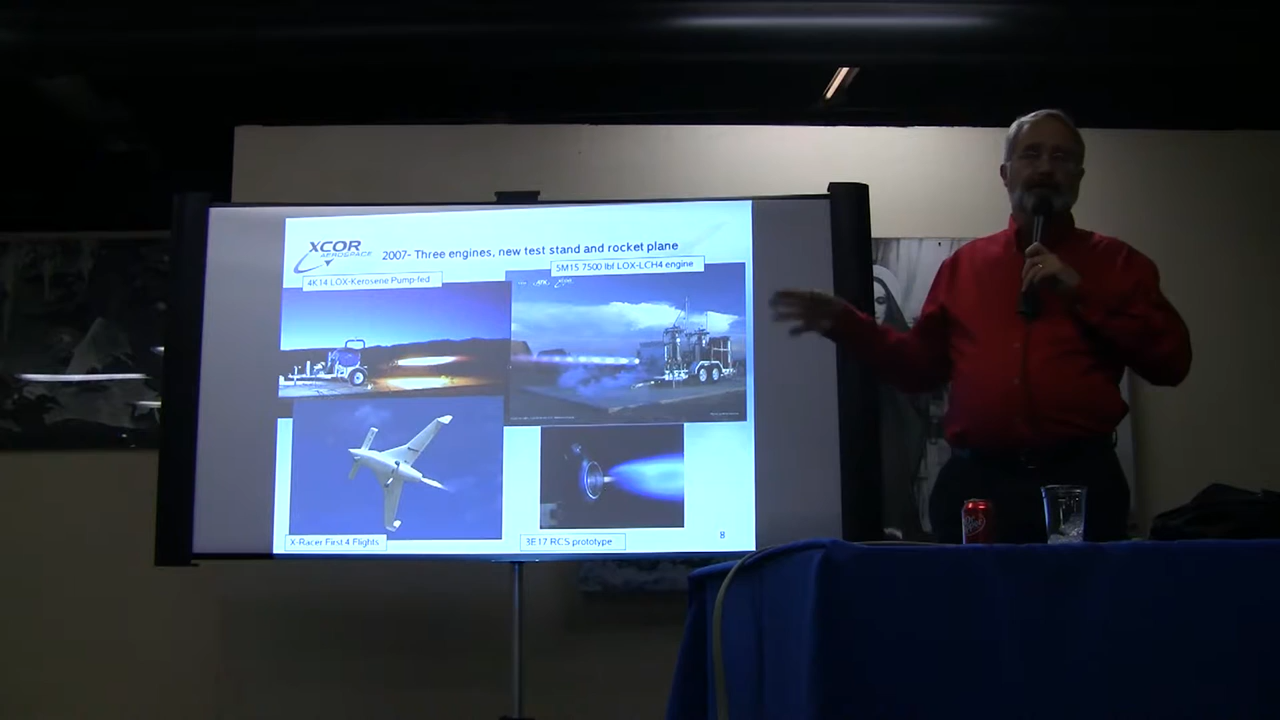 XCOR
AEROSPACE
2007- Three engines, new test stand and rocket plane
4K14 LOX-Kerosene Pump-fed
5M15 7500 lbf LOX-LCH4 engine
X-Racer First 4 Flights
3E17 RCS prototype
8